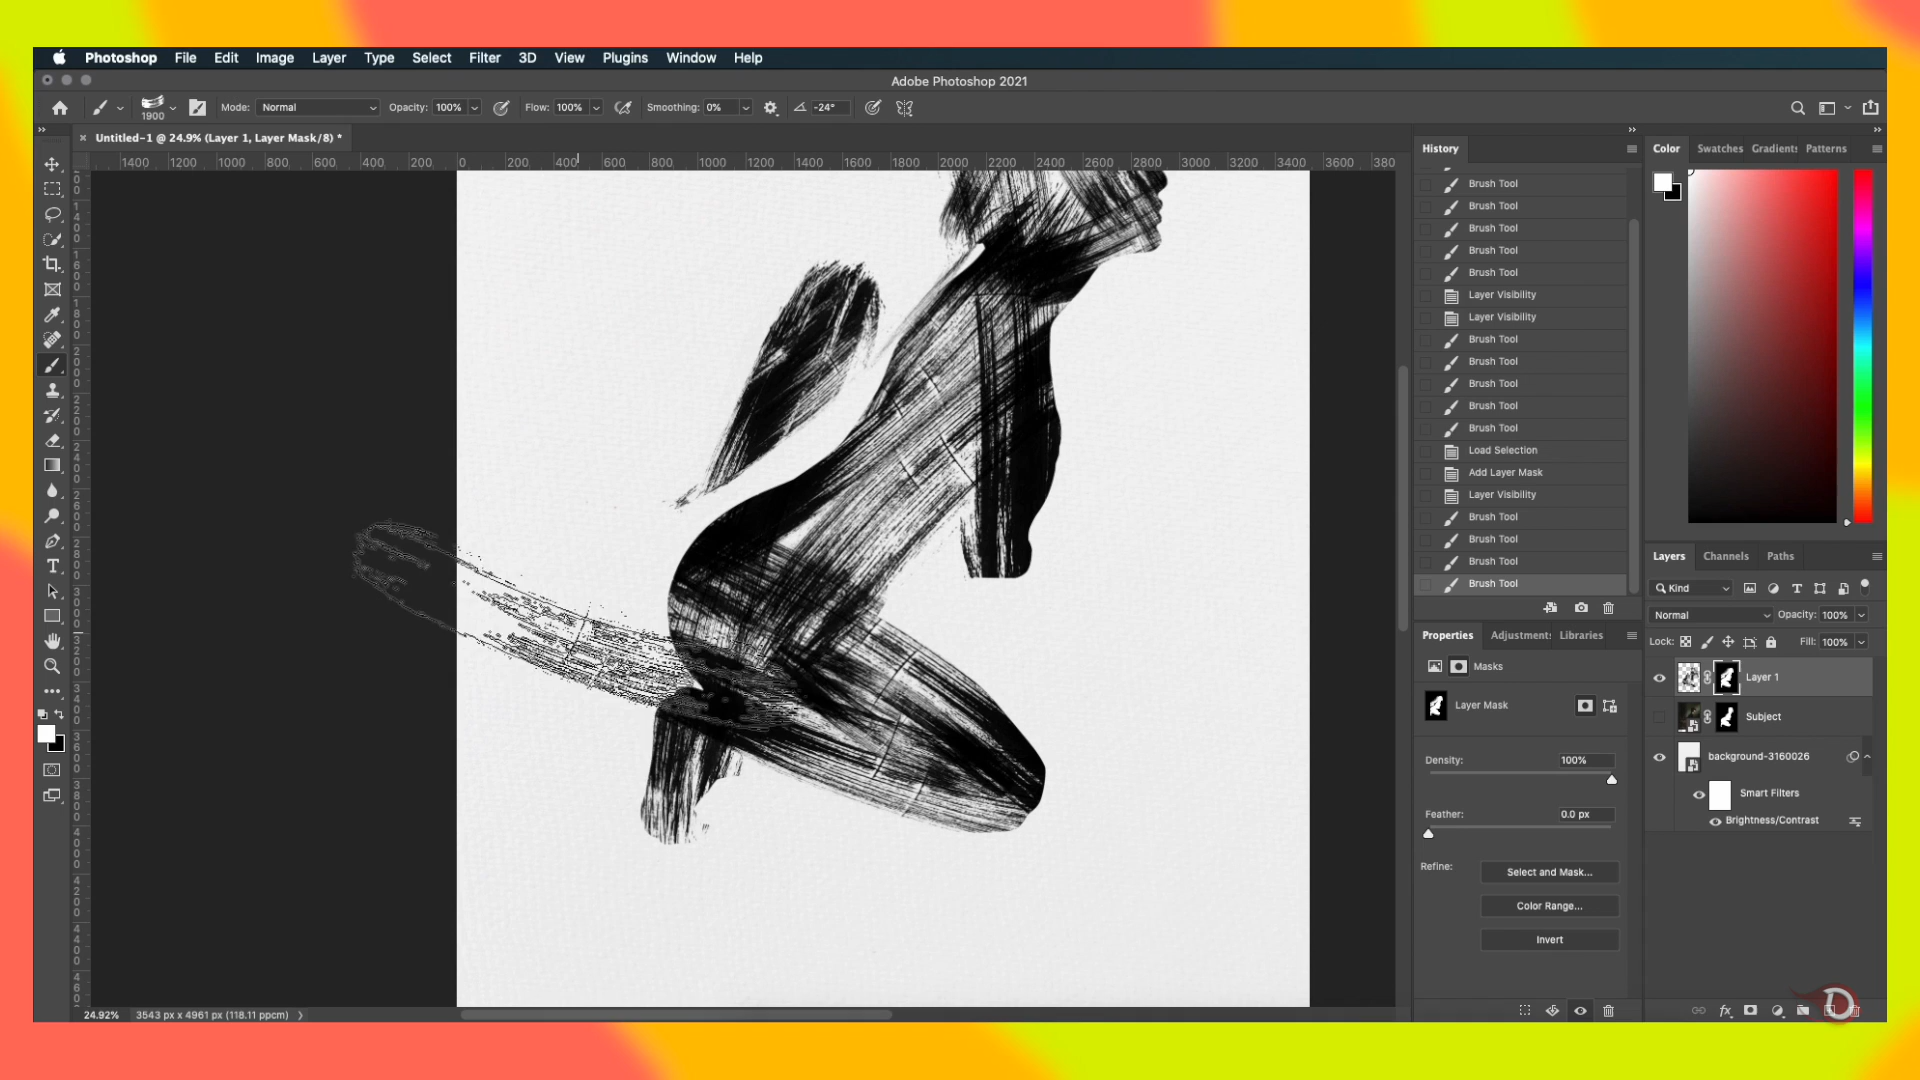 Photoshop File Edit Image Layer Type Select Filter 3D View Plugins Window Help
Adobe Photoshop 2021
1900 Mode: Normal Opacity: 100% Flow: 100% Smoothing: 0% -24°
Untitled-1 @ 24.9% (Layer 1, Layer Mask/8) *
1400 1200 1000 800 600 400 200 0 200 400 600 800 1000 1200 1400 1600 1800 2000 2200 2400 2600 2800 3000 3200 3400 3600 380
History
Brush Tool
Brush Tool
Brush Tool
Brush Tool
Brush Tool
Layer Visibility
Layer Visibility
Brush Tool
Brush Tool
Brush Tool
Brush Tool
Brush Tool
Load Selection
Add Layer Mask
Layer Visibility
Brush Tool
Brush Tool
Brush Tool
Brush Tool
Properties Adjustments Libraries
Masks
Layer Mask
Density: 100%
Feather: 0.0 px
Refine: Select and Mask...
Color Range...
Invert
Color Swatches Gradients Patterns
Layers Channels Paths
Kind
Normal Opacity: 100%
Lock: Fill: 100%
Layer 1
Subject
background-3160026
Smart Filters
Brightness/Contrast
fx
D
24.92% 3543 px x 4961 px (118.11 ppcm)